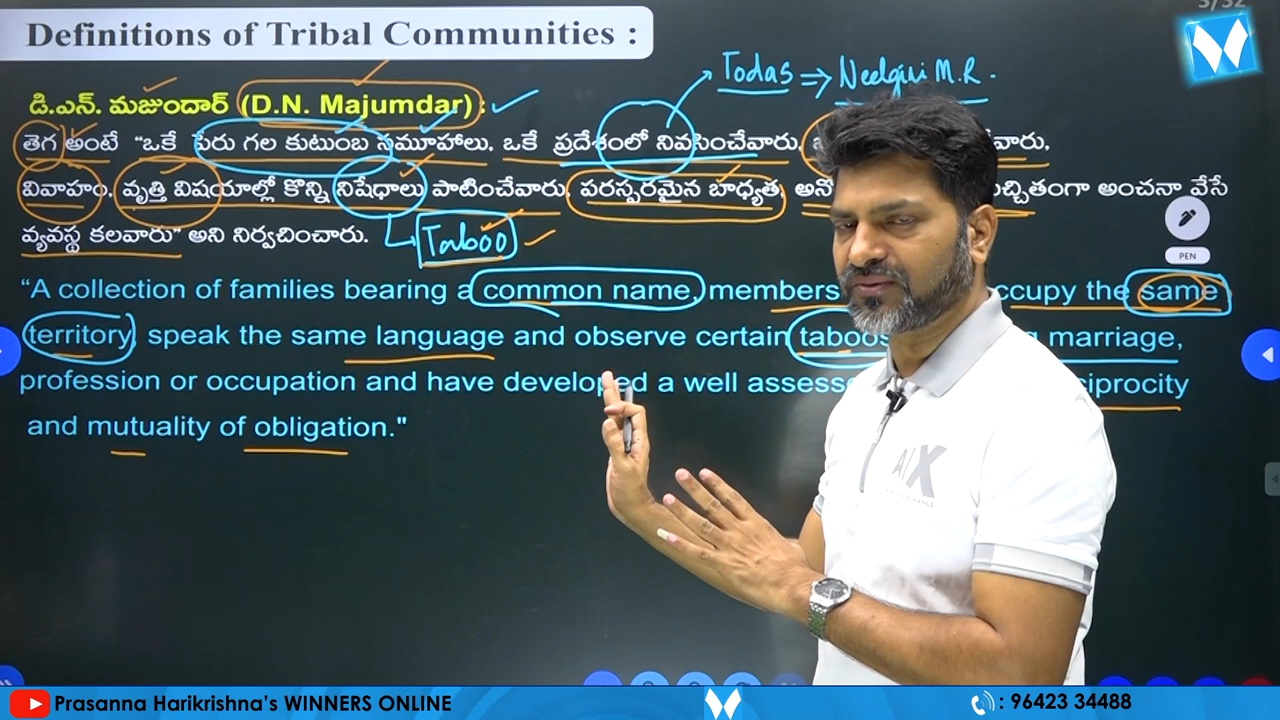 3/32
Definitions of Tribal Communities :
Todas ⇒ Neelgiri M.R.
డి.ఎన్. మజుందార్ (D.N. Majumdar) :
తెగ అంటే “ఒకే పేరు గల కుటుంబ సమూహాలు, ఒకే ప్రదేశంలో నివసించేవారు,
వివాహం, వృత్తి విషయాల్లో కొన్ని నిషేధాలు పాటించేవారు, పరస్పరమైన బాధ్యత, అంచనా వేసే
వ్యవస్థ కలవారు” అని నిర్వచించారు. Taboo
PEN
“A collection of families bearing a common name, members occupy the same
territory, speak the same language and observe certain taboos marriage,
profession or occupation and have developed a well
and mutuality of obligation."
AX
Prasanna Harikrishna's WINNERS ONLINE
: 96423 34488